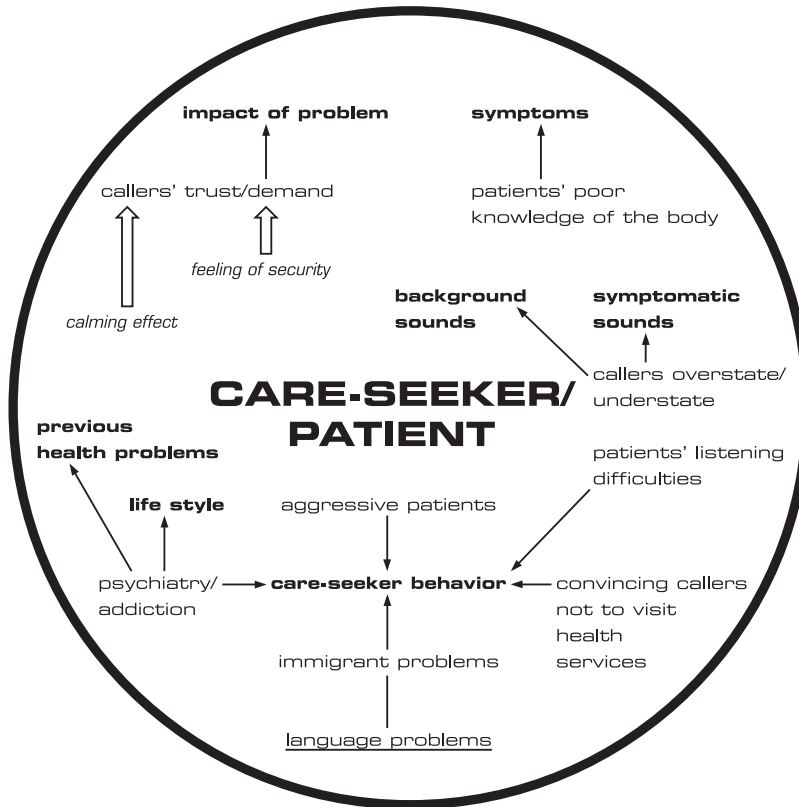 impact of problem
symptoms
callers' trust/demand
patients' poor
knowledge of the body
feeling of security
calming effect
background
sounds
symptomatic
sounds
callers overstate/
understate
CARE-SEEKER/
PATIENT
previous
health problems
patients' listening
difficulties
life style
aggressive patients
psychiatry/
addiction
care-seeker behavior
convincing callers
not to visit
health
services
immigrant problems
language problems